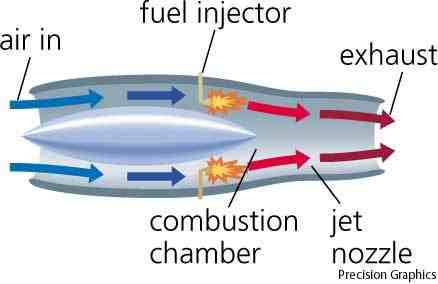 fuel injector
air in
exhaust
combustion
chamber
jet
nozzle
Precision Graphics